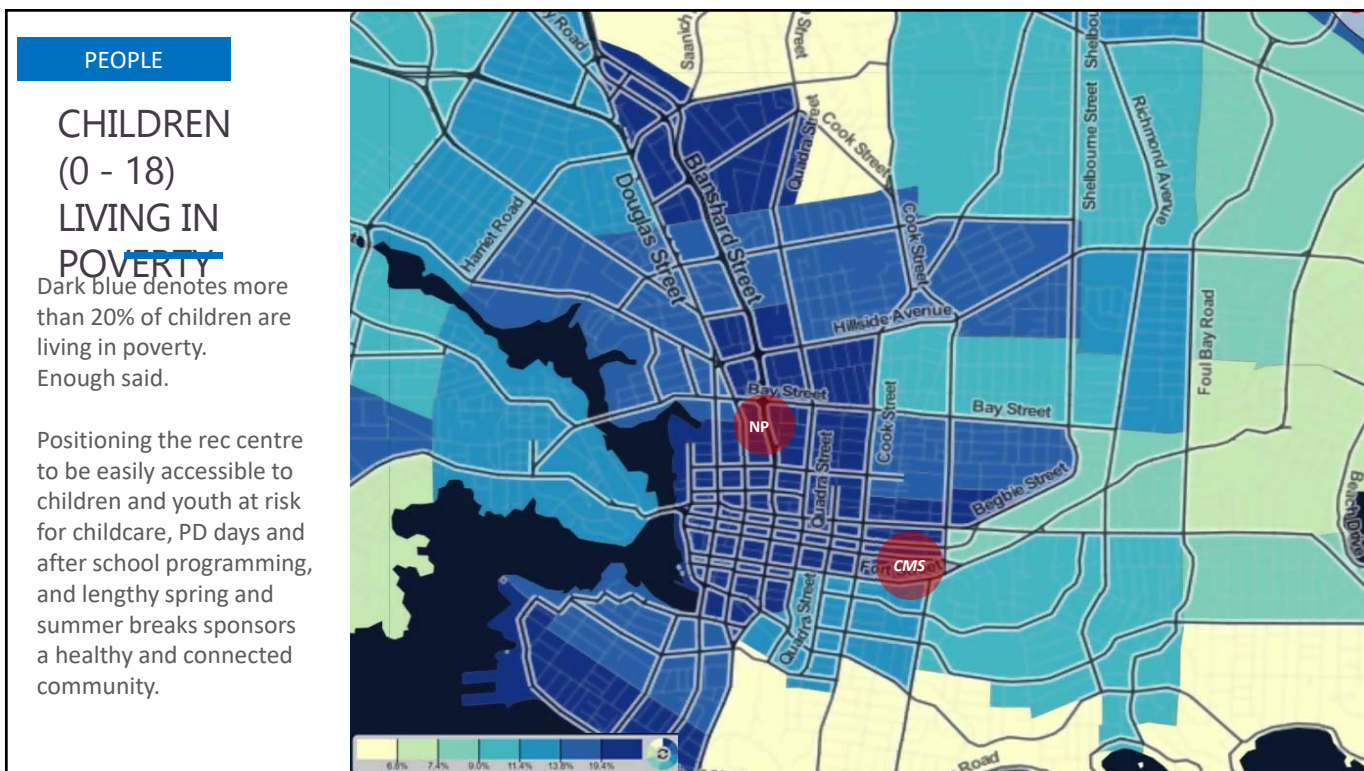 PEOPLE
CHILDREN
(0 - 18)
LIVING IN
POVERTY
Dark blue denotes more
than 20% of children are
living in poverty.
Enough said.
Positioning the rec centre
to be easily accessible to
children and youth at risk
for childcare, PD days and
after school programming,
and lengthy spring and
summer breaks sponsors
a healthy and connected
community.
Road
Saanich
Street
Shelbourne Street
Richmond Avenue
Cook Street
Quadra Street
Blanshard Street
Douglas Street
Harriet Road
Cook Street
Hillside Avenue
Foul Bay Road
Bay Street
Bay Street
NP
Cook Street
Quadra Street
Begbie Street
CMS
Quadra Street
Road
6.8% 7.4% 9.0% 11.4% 13.8% 19.4%